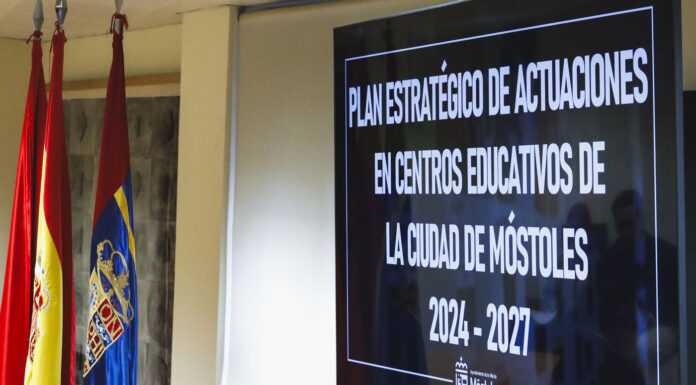 PLAN ESTRATÉGICO DE ACTUACIONES
EN CENTROS EDUCATIVOS DE
LA CIUDAD DE MÓSTOLES
2024 - 2027